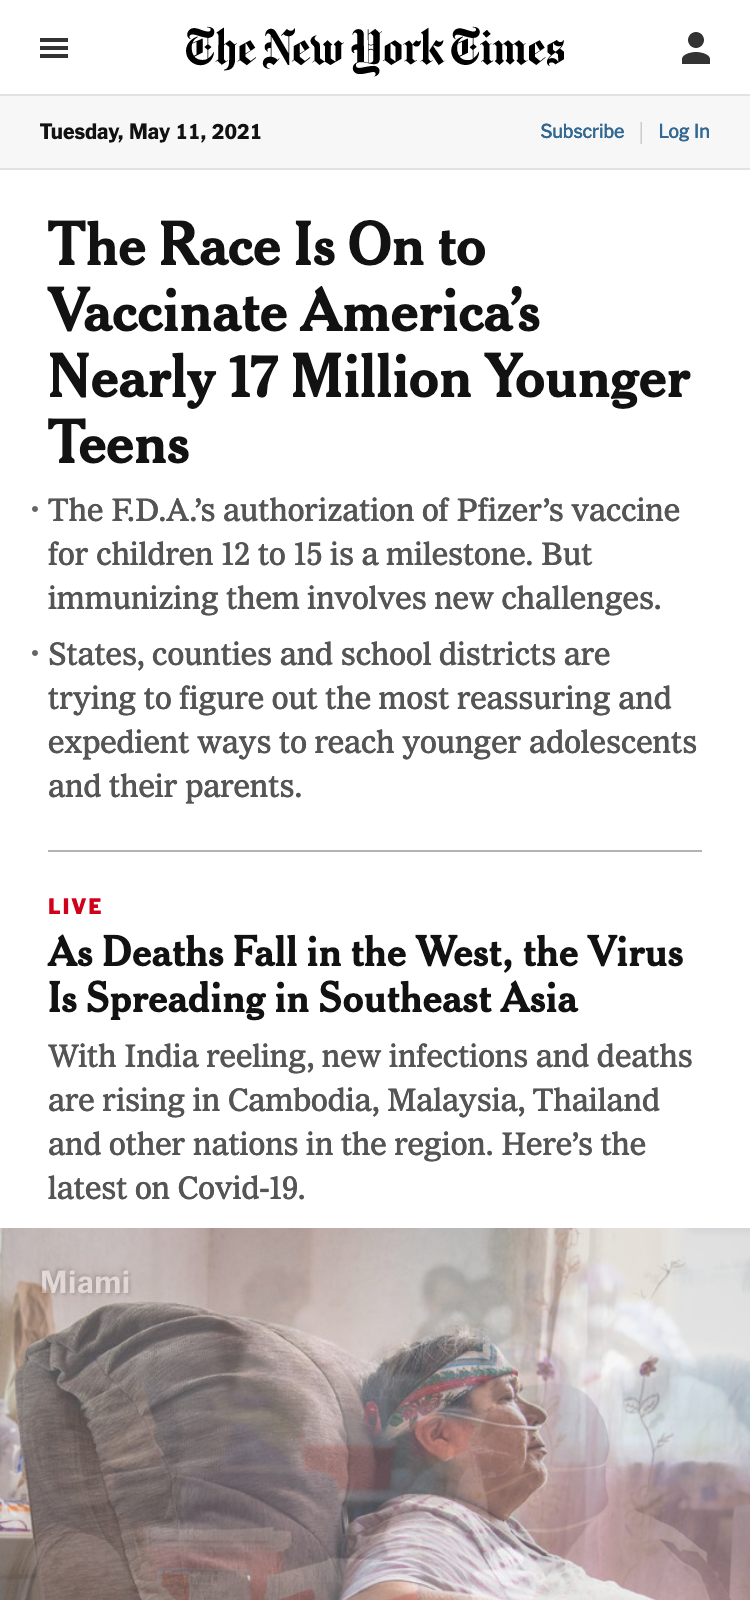 The New York Times
Tuesday, May 11, 2021
Subscribe | Log In
The Race Is On to
Vaccinate America’s
Nearly 17 Million Younger
Teens
· The F.D.A.’s authorization of Pfizer’s vaccine
for children 12 to 15 is a milestone. But
immunizing them involves new challenges.
· States, counties and school districts are
trying to figure out the most reassuring and
expedient ways to reach younger adolescents
and their parents.
LIVE
As Deaths Fall in the West, the Virus
Is Spreading in Southeast Asia
With India reeling, new infections and deaths
are rising in Cambodia, Malaysia, Thailand
and other nations in the region. Here’s the
latest on Covid-19.
Miami